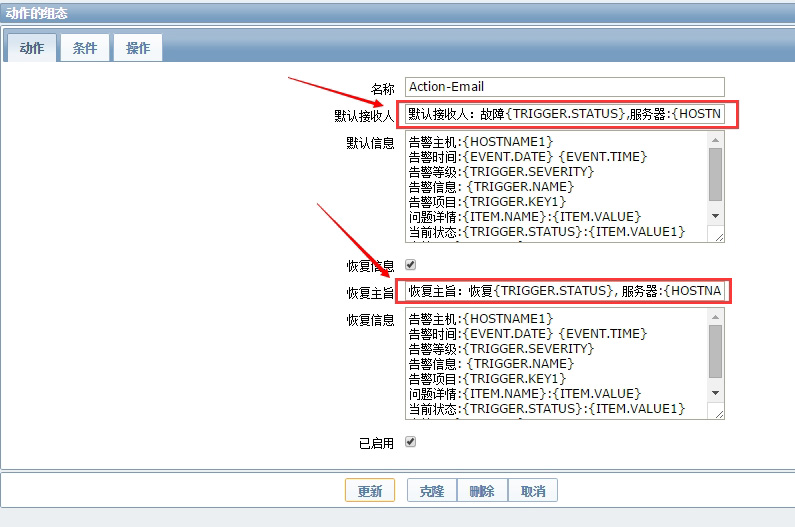 动作的组态
动作 条件 操作
名称 Action-Email
默认接收人 默认接收人：故障{TRIGGER.STATUS},服务器:{HOSTN
默认信息 告警主机:{HOSTNAME1}
告警时间:{EVENT.DATE} {EVENT.TIME}
告警等级:{TRIGGER.SEVERITY}
告警信息: {TRIGGER.NAME}
告警项目:{TRIGGER.KEY1}
问题详情:{ITEM.NAME}:{ITEM.VALUE}
当前状态:{TRIGGER.STATUS}:{ITEM.VALUE1}
恢复信息
恢复主旨 恢复主旨：恢复{TRIGGER.STATUS}, 服务器:{HOSTNA
恢复信息 告警主机:{HOSTNAME1}
告警时间:{EVENT.DATE} {EVENT.TIME}
告警等级:{TRIGGER.SEVERITY}
告警信息: {TRIGGER.NAME}
告警项目:{TRIGGER.KEY1}
问题详情:{ITEM.NAME}:{ITEM.VALUE}
当前状态:{TRIGGER.STATUS}:{ITEM.VALUE1}
已启用
更新 克隆 删除 取消